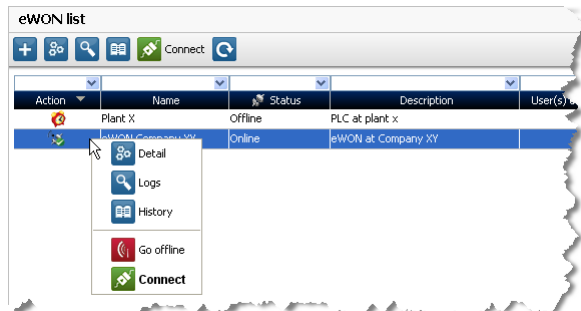 eWON list
Connect
Action Name Status Description User(s)
Plant X Offline PLC at plant x
eWON Company XY Online eWON at Company XY
Detail
Logs
History
Go offline
Connect